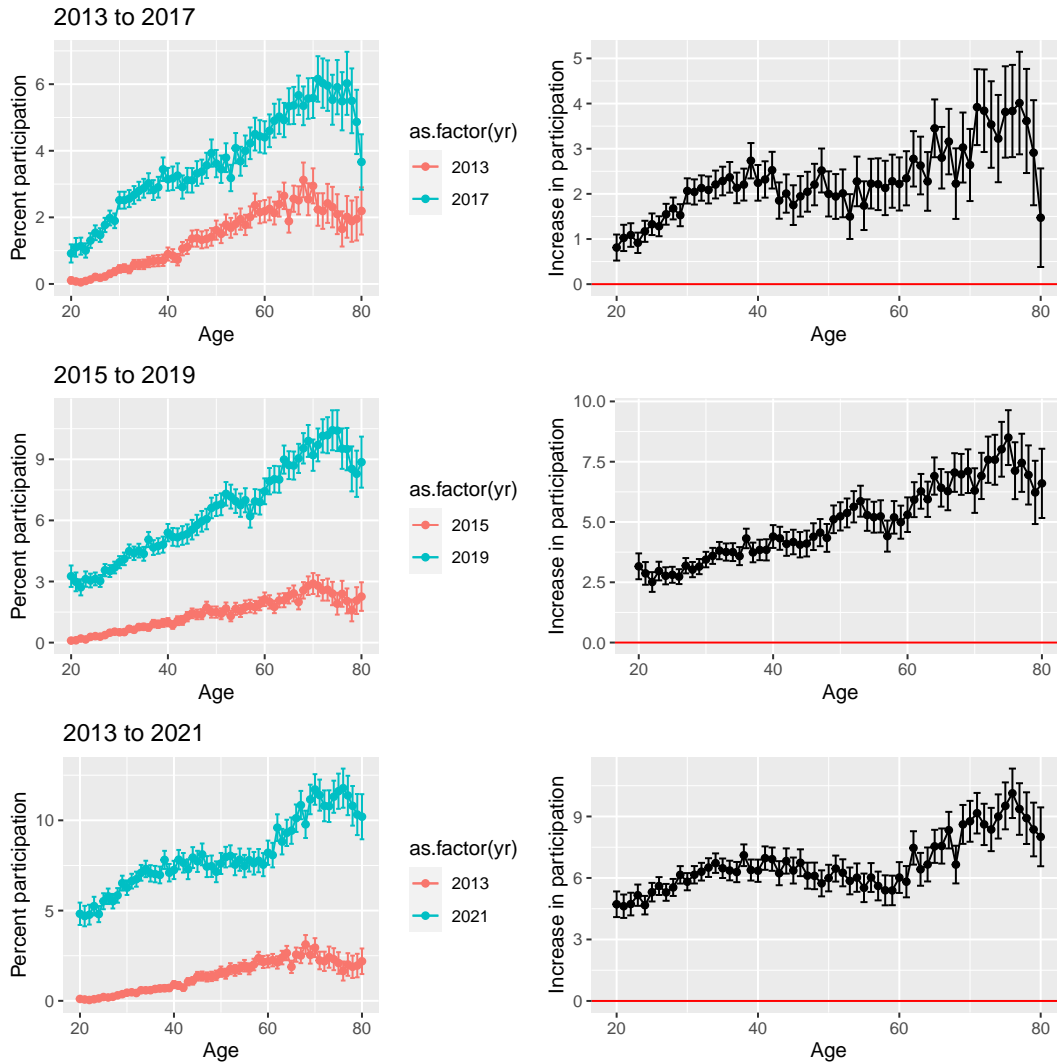 2013 to 2017
Percent participation
6
4
2
0
20 40 60 80
Age
as.factor(yr)
2013
2017
Increase in participation
5
4
3
2
1
0
20 40 60 80
Age
2015 to 2019
Percent participation
9
6
3
0
20 40 60 80
Age
as.factor(yr)
2015
2019
Increase in participation
10.0
7.5
5.0
2.5
0.0
20 40 60 80
Age
2013 to 2021
Percent participation
10
5
0
20 40 60 80
Age
as.factor(yr)
2013
2021
Increase in participation
9
6
3
0
20 40 60 80
Age